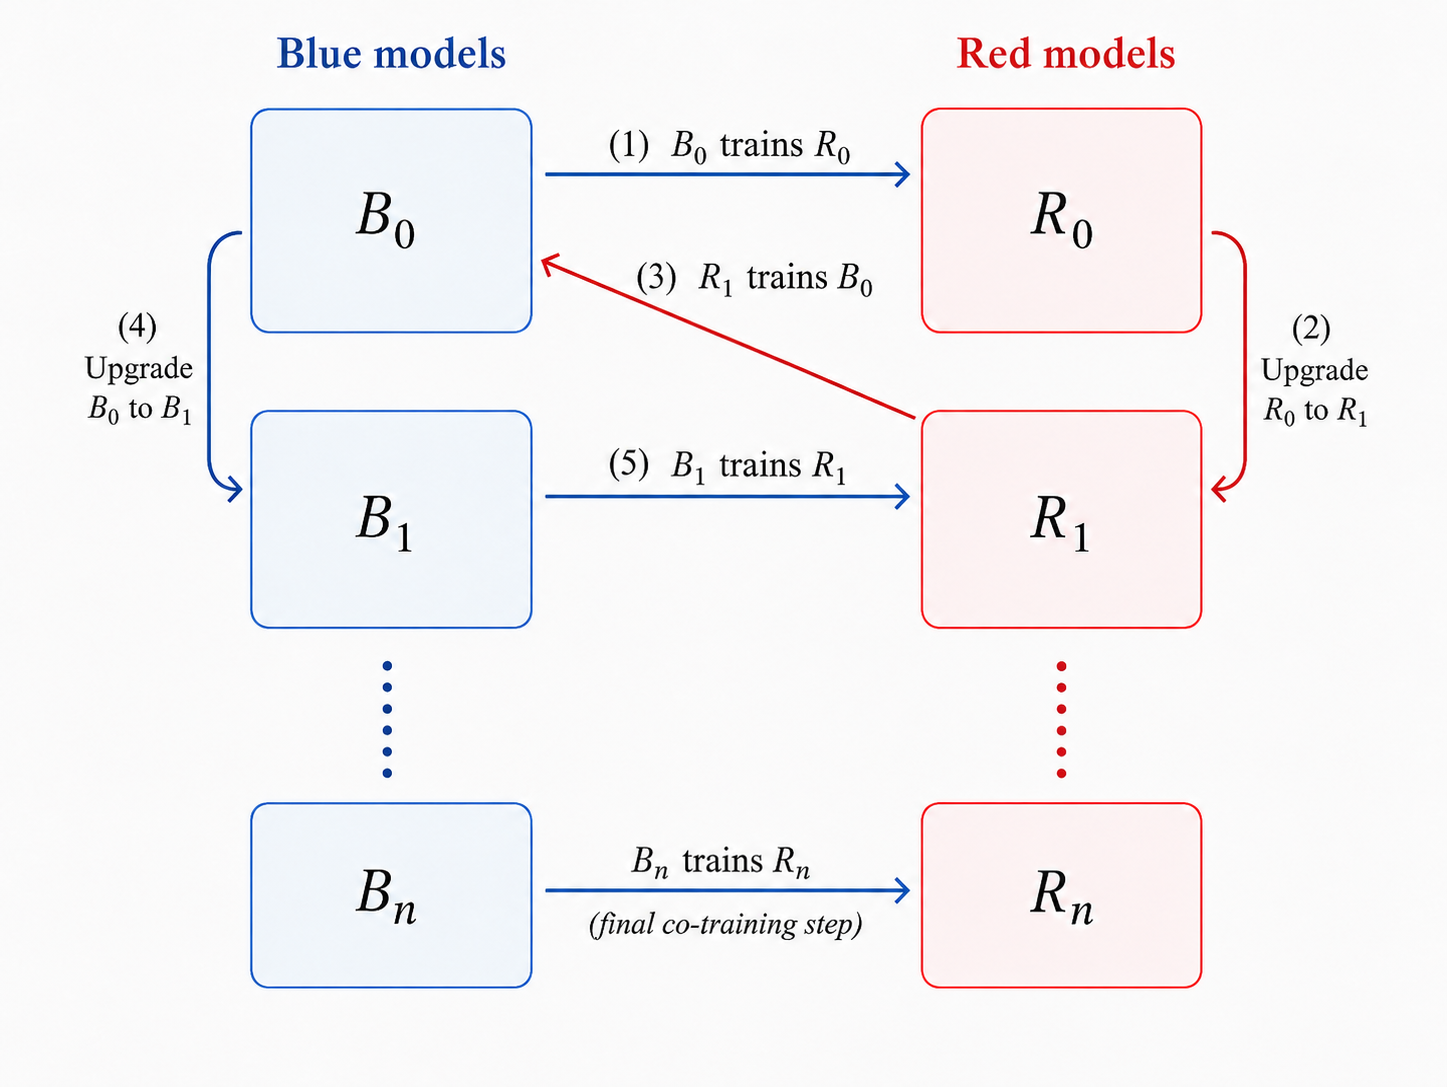 Blue models
Red models
(1) B₀ trains R₀
B₀
R₀
(3) R₁ trains B₀
(4)
Upgrade
B₀ to B₁
(2)
Upgrade
R₀ to R₁
(5) B₁ trains R₁
B₁
R₁
Bₙ trains Rₙ
(final co-training step)
Bₙ
Rₙ